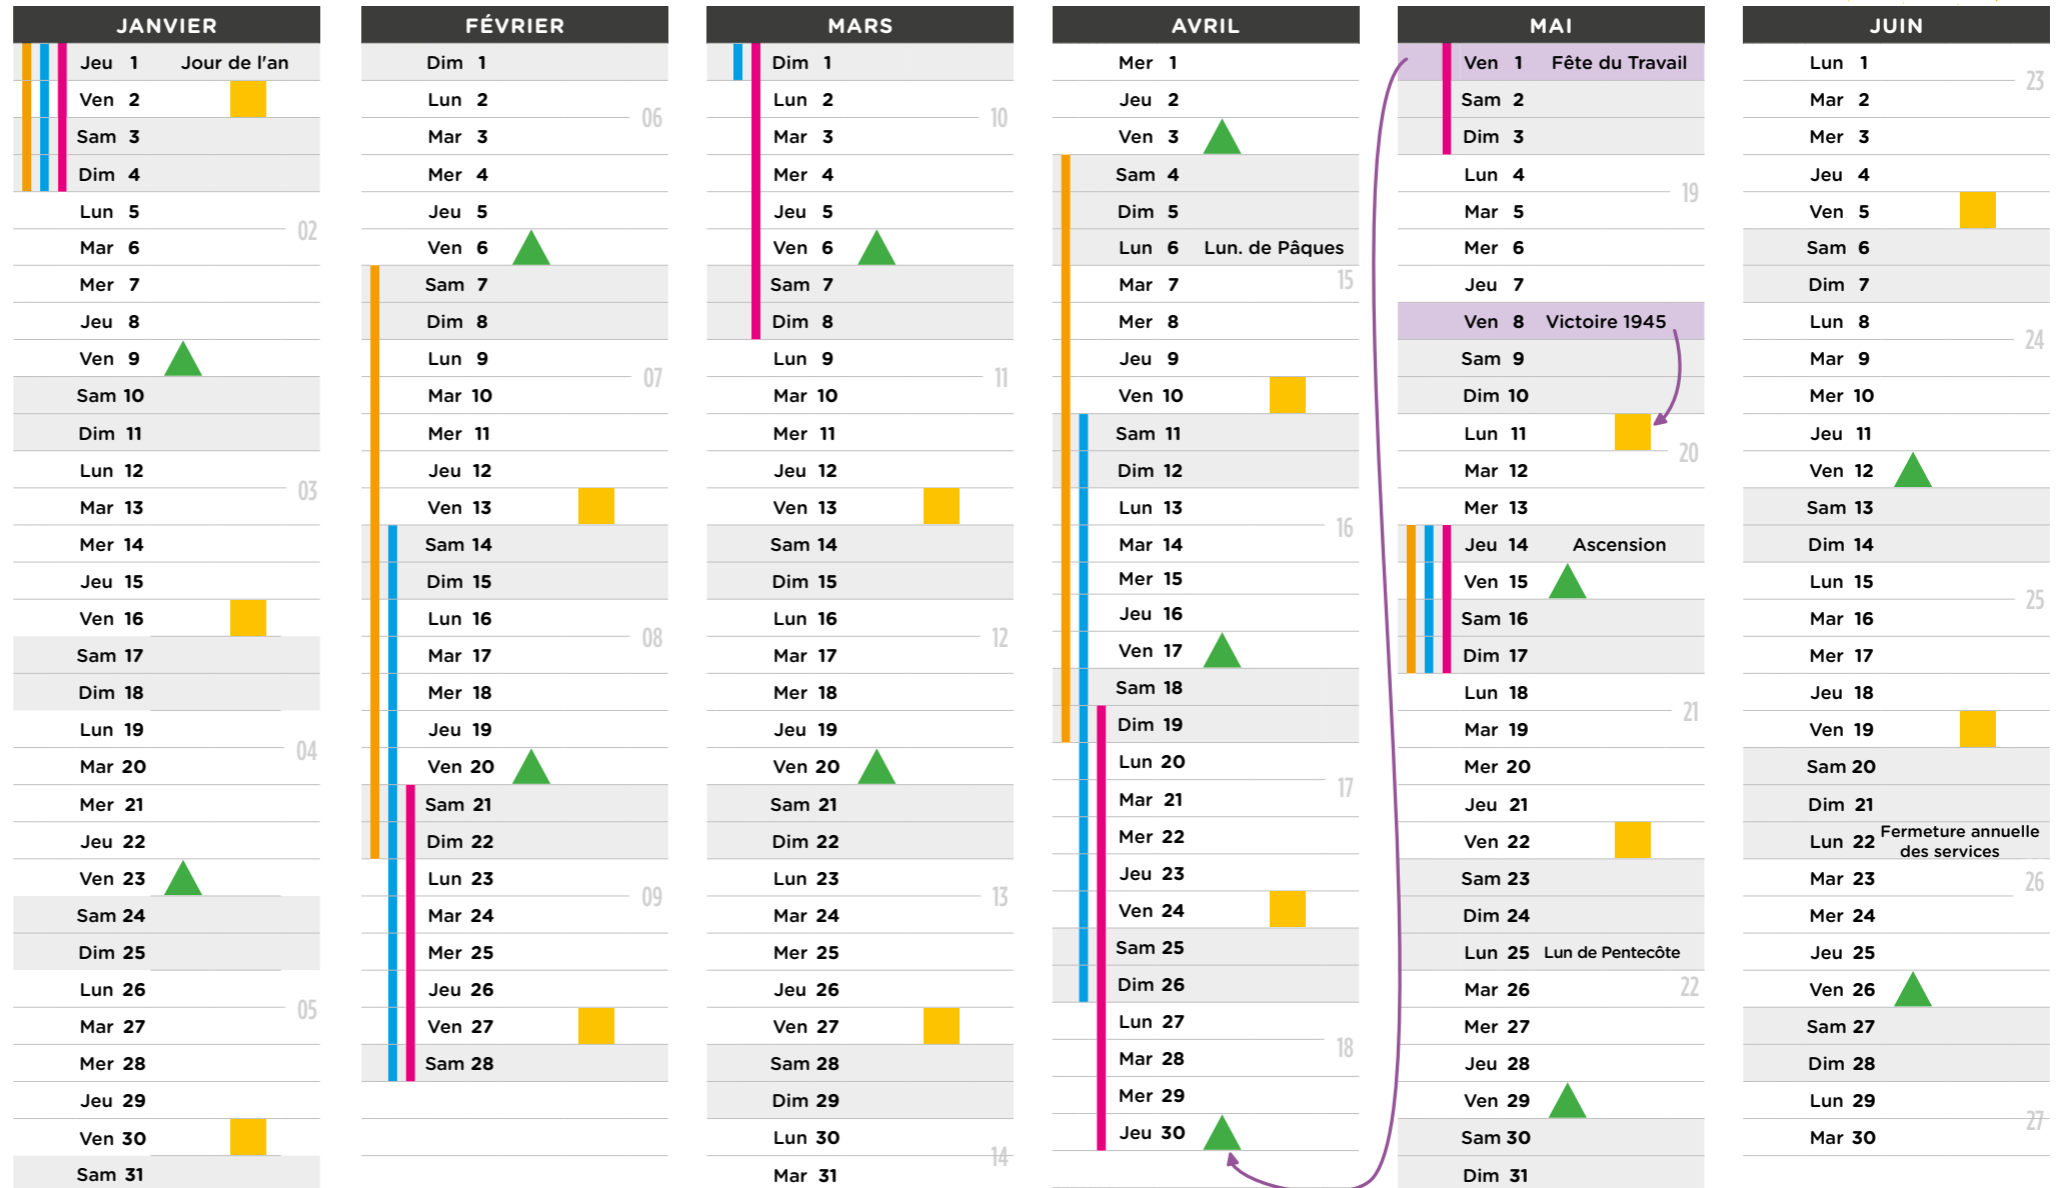 JANVIER
Jeu 1 Jour de l'an
Ven 2
Sam 3
Dim 4
Lun 5
02
Mar 6
Mer 7
Jeu 8
Ven 9
Sam 10
Dim 11
Lun 12
03
Mar 13
Mer 14
Jeu 15
Ven 16
Sam 17
Dim 18
Lun 19
04
Mar 20
Mer 21
Jeu 22
Ven 23
Sam 24
Dim 25
Lun 26
05
Mar 27
Mer 28
Jeu 29
Ven 30
Sam 31
FÉVRIER
Dim 1
Lun 2
06
Mar 3
Mer 4
Jeu 5
Ven 6
Sam 7
Dim 8
Lun 9
07
Mar 10
Mer 11
Jeu 12
Ven 13
Sam 14
Dim 15
Lun 16
08
Mar 17
Mer 18
Jeu 19
Ven 20
Sam 21
Dim 22
Lun 23
09
Mar 24
Mer 25
Jeu 26
Ven 27
Sam 28
MARS
Dim 1
Lun 2
10
Mar 3
Mer 4
Jeu 5
Ven 6
Sam 7
Dim 8
Lun 9
11
Mar 10
Mer 11
Jeu 12
Ven 13
Sam 14
Dim 15
Lun 16
12
Mar 17
Mer 18
Jeu 19
Ven 20
Sam 21
Dim 22
Lun 23
13
Mar 24
Mer 25
Jeu 26
Ven 27
Sam 28
Dim 29
Lun 30
14
Mar 31
AVRIL
Mer 1
Jeu 2
Ven 3
Sam 4
Dim 5
Lun 6 Lun. de Pâques
15
Mar 7
Mer 8
Jeu 9
Ven 10
Sam 11
Dim 12
Lun 13
16
Mar 14
Mer 15
Jeu 16
Ven 17
Sam 18
Dim 19
Lun 20
17
Mar 21
Mer 22
Jeu 23
Ven 24
Sam 25
Dim 26
Lun 27
18
Mar 28
Mer 29
Jeu 30
MAI
Ven 1 Fête du Travail
Sam 2
Dim 3
Lun 4
19
Mar 5
Mer 6
Jeu 7
Ven 8 Victoire 1945
Sam 9
Dim 10
Lun 11
20
Mar 12
Mer 13
Jeu 14 Ascension
Ven 15
Sam 16
Dim 17
Lun 18
21
Mar 19
Mer 20
Jeu 21
Ven 22
Sam 23
Dim 24
Lun 25 Lun de Pentecôte
22
Mar 26
Mer 27
Jeu 28
Ven 29
Sam 30
Dim 31
JUIN
Lun 1
23
Mar 2
Mer 3
Jeu 4
Ven 5
Sam 6
Dim 7
Lun 8
24
Mar 9
Mer 10
Jeu 11
Ven 12
Sam 13
Dim 14
Lun 15
25
Mar 16
Mer 17
Jeu 18
Ven 19
Sam 20
Dim 21
Lun 22 Fermeture annuelle
des services
26
Mar 23
Mer 24
Jeu 25
Ven 26
Sam 27
Dim 28
Lun 29
27
Mar 30